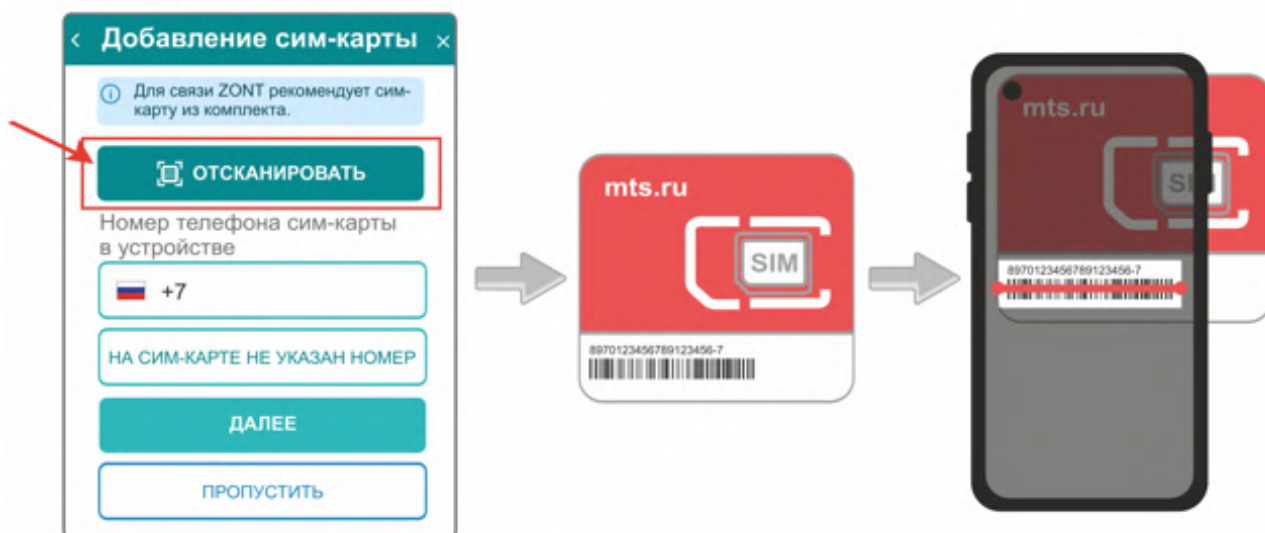 Добавление сим-карты
Для связи ZONT рекомендует сим-
карту из комплекта.
ОТСКАНИРОВАТЬ
Номер телефона сим-карты
в устройстве
+7
НА СИМ-КАРТЕ НЕ УКАЗАН НОМЕР
ДАЛЕЕ
ПРОПУСТИТЬ
mts.ru
SIM
8970123456789123456-7
mts.ru
SIM
8970123456789123456-7